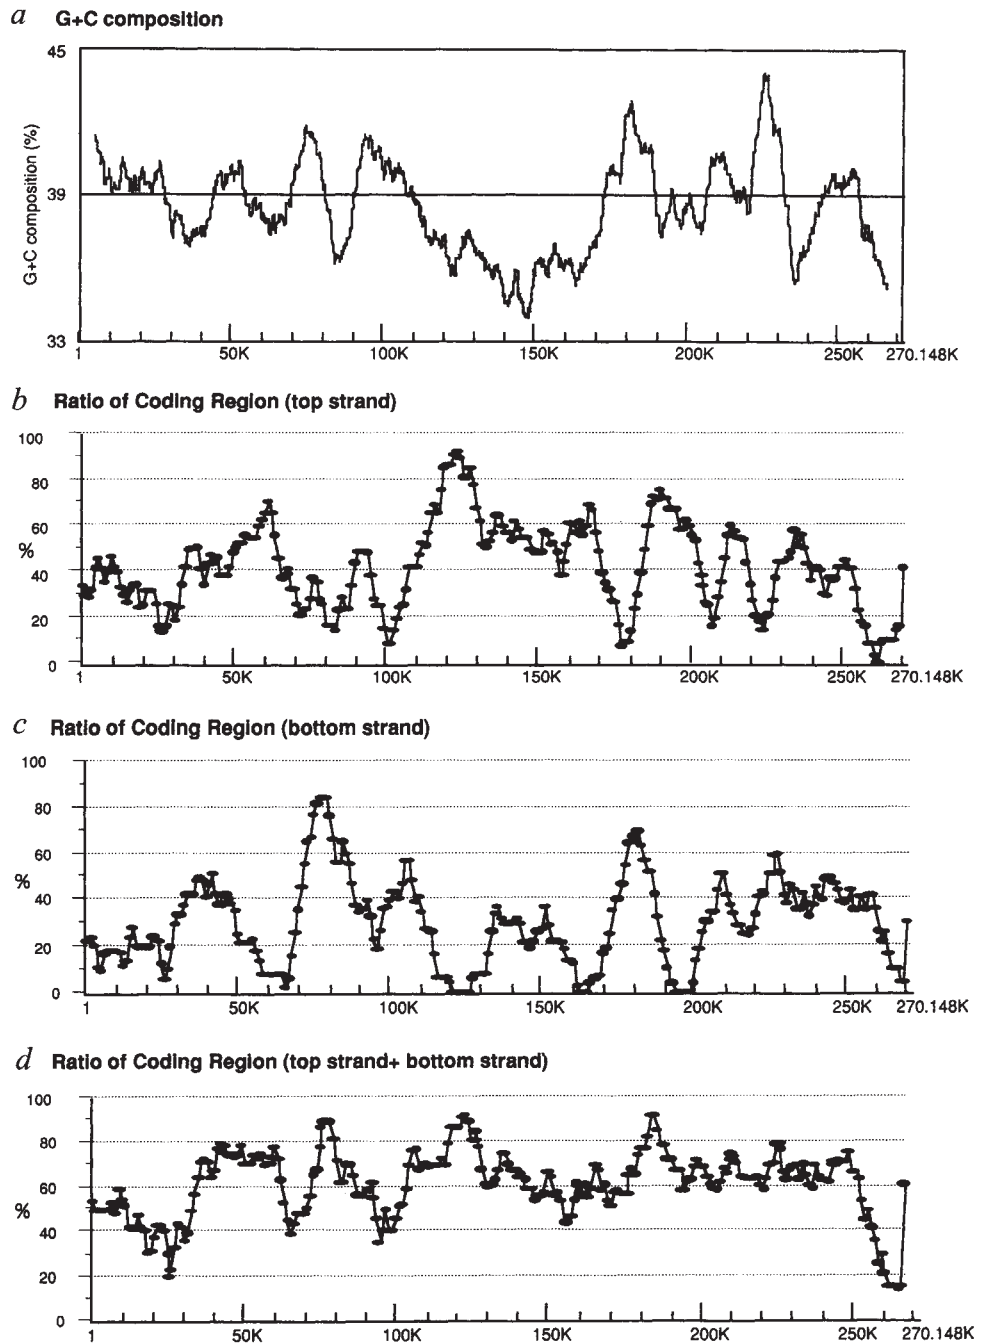 a G+C composition
45
39
33
G+C composition (%)
1 50K 100K 150K 200K 250K 270.148K
b Ratio of Coding Region (top strand)
100
80
60
%
40
20
0
1 50K 100K 150K 200K 250K 270.148K
c Ratio of Coding Region (bottom strand)
100
80
60
%
40
20
0
1 50K 100K 150K 200K 250K 270.148K
d Ratio of Coding Region (top strand+ bottom strand)
100
80
60
%
40
20
0
1 50K 100K 150K 200K 250K 270.148K